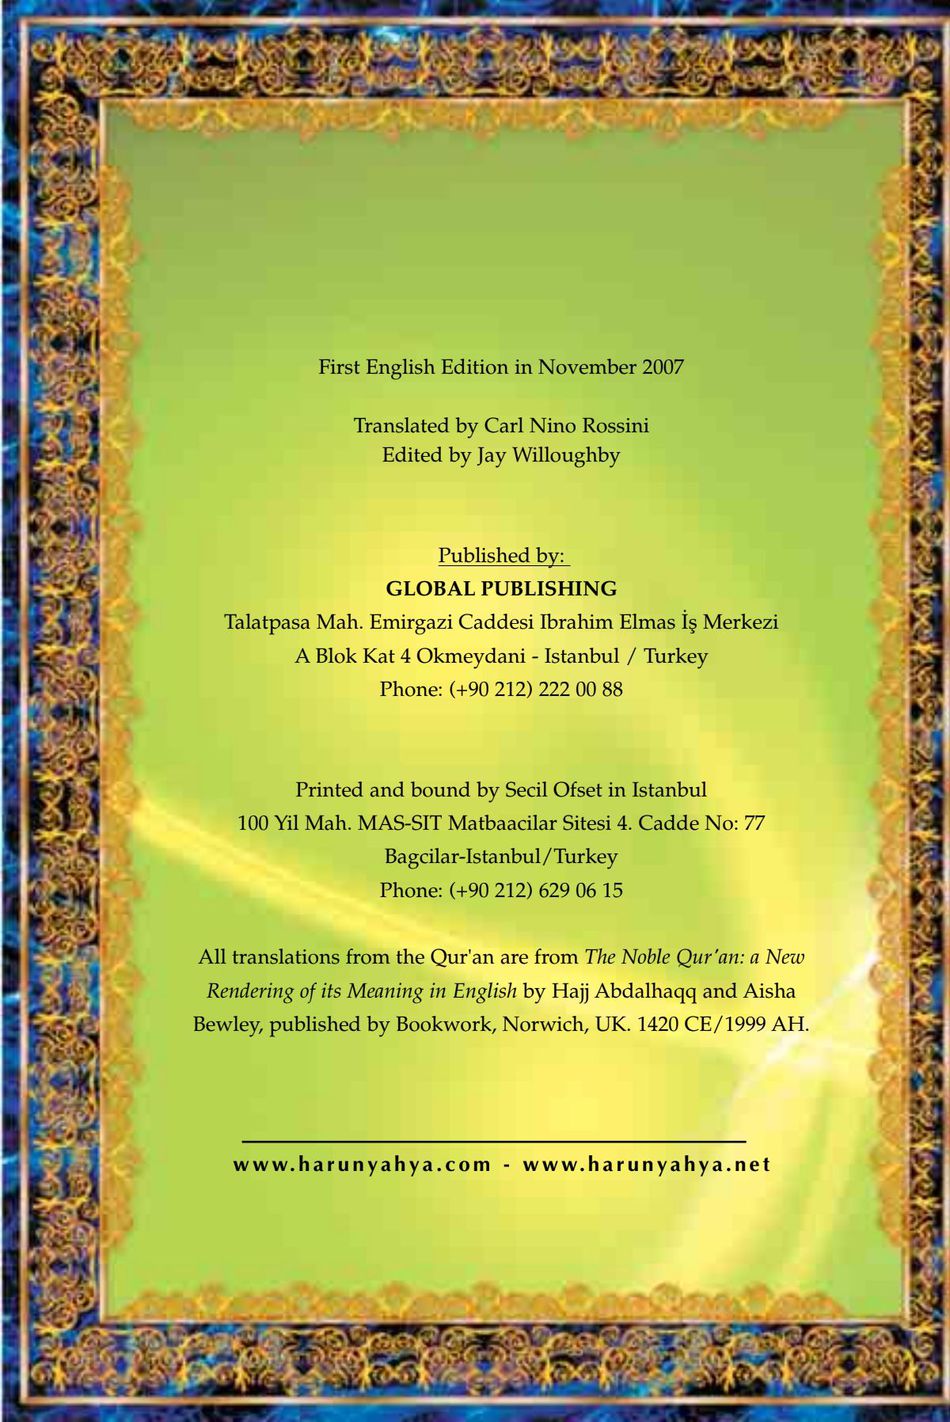 First English Edition in November 2007
Translated by Carl Nino Rossini
Edited by Jay Willoughby
Published by:
GLOBAL PUBLISHING
Talatpasa Mah. Emirgazi Caddesi Ibrahim Elmas İş Merkezi
A Blok Kat 4 Okmeydani - Istanbul / Turkey
Phone: (+90 212) 222 00 88
Printed and bound by Secil Ofset in Istanbul
100 Yil Mah. MAS-SIT Matbaacilar Sitesi 4. Cadde No: 77
Bagcilar-Istanbul/Turkey
Phone: (+90 212) 629 06 15
All translations from the Qur'an are from The Noble Qur’an: a New
Rendering of its Meaning in English by Hajj Abdalhaqq and Aisha
Bewley, published by Bookwork, Norwich, UK. 1420 CE/1999 AH.
www.harunyahya.com - www.harunyahya.net